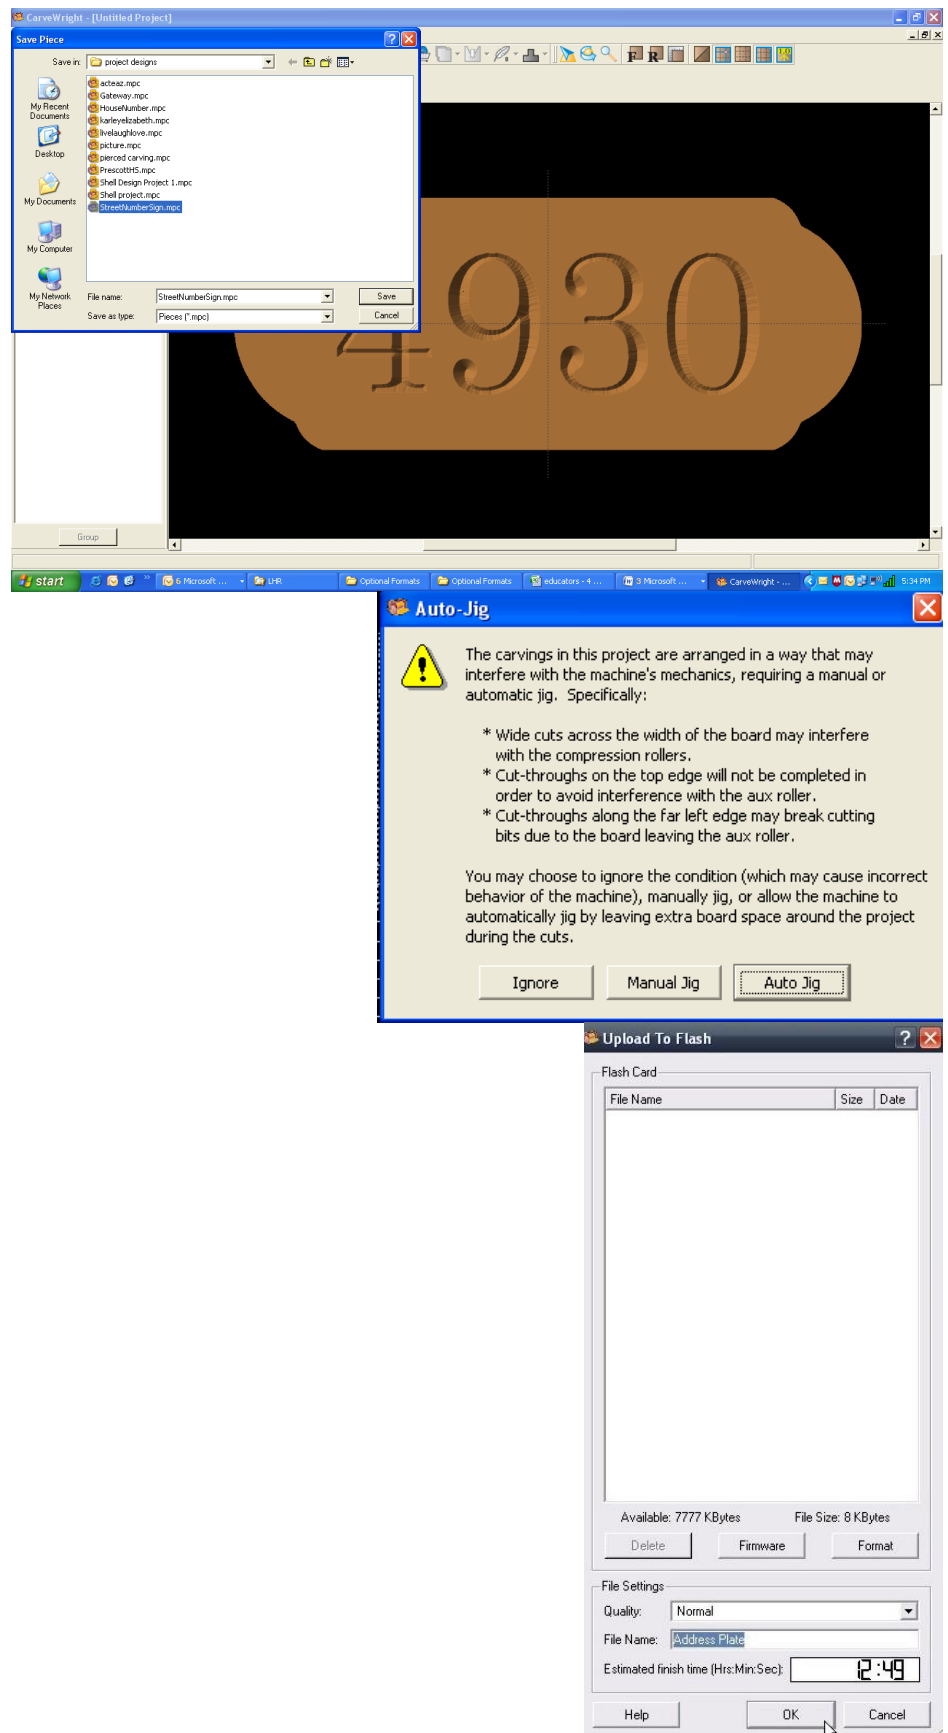 CarveWright - [Untitled Project]
Save Piece
Save in:
project designs
My Recent
Documents
Desktop
My Documents
My Computer
My Network
Places
acteaz.mpc
Gateway.mpc
HouseNumber.mpc
karleyelizabeth.mpc
livelaughlove.mpc
picture.mpc
pierced carving.mpc
PrescottHS.mpc
Shell Design Project 1.mpc
Shell project.mpc
StreetNumberSign.mpc
File name:
StreetNumberSign.mpc
Save
Save as type:
Pieces (*.mpc)
Cancel
F R
4930
Group
start
6 Microsoft ...
LHR
Optional Formats
Optional Formats
educators - 4 ...
3 Microsoft ...
CarveWright - ...
5:34 PM
Auto-Jig
The carvings in this project are arranged in a way that may
interfere with the machine's mechanics, requiring a manual or
automatic jig. Specifically:
* Wide cuts across the width of the board may interfere
with the compression rollers.
* Cut-throughs on the top edge will not be completed in
order to avoid interference with the aux roller.
* Cut-throughs along the far left edge may break cutting
bits due to the board leaving the aux roller.
You may choose to ignore the condition (which may cause incorrect
behavior of the machine), manually jig, or allow the machine to
automatically jig by leaving extra board space around the project
during the cuts.
Ignore
Manual Jig
Auto Jig
Upload To Flash
Flash Card
File Name Size Date
Available: 7777 KBytes File Size: 8 KBytes
Delete Firmware Format
File Settings
Quality: Normal
File Name: Address Plate
Estimated finish time (Hrs:Min:Sec): 12:49
Help OK Cancel